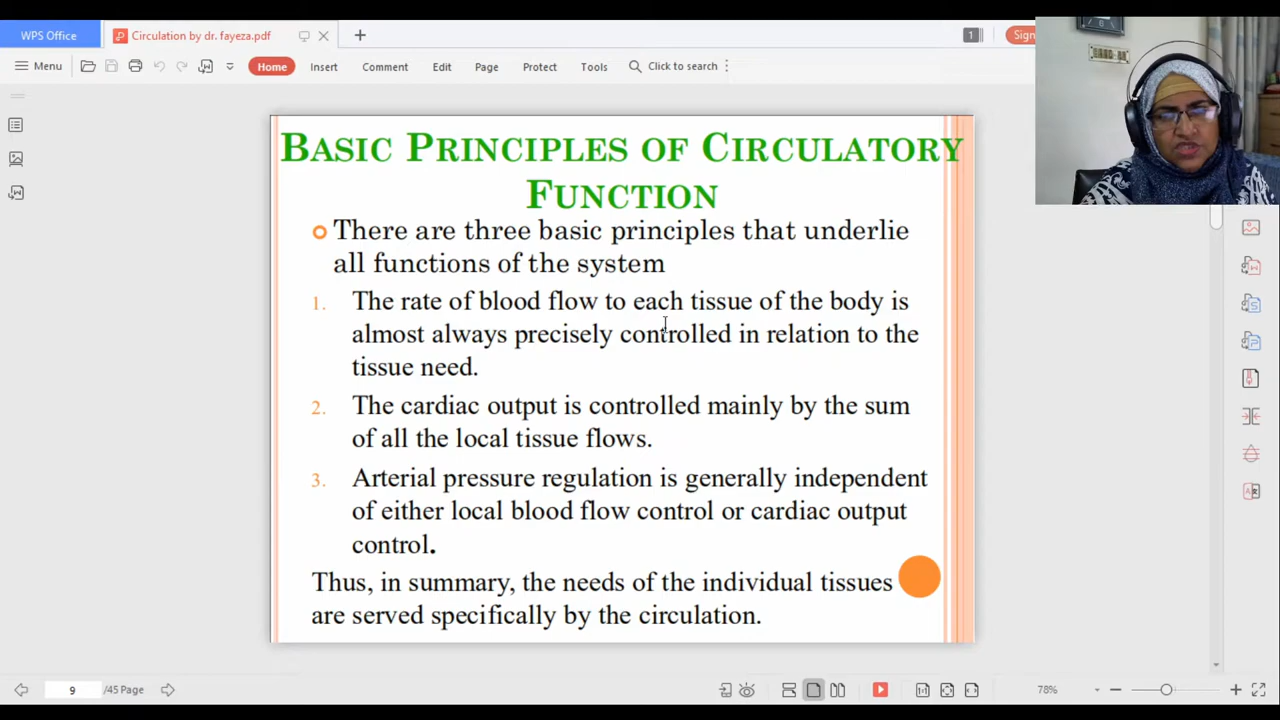 WPS Office
Circulation by dr. fayeza.pdf
1
Sign
Menu
Home
Insert
Comment
Edit
Page
Protect
Tools
Click to search
BASIC PRINCIPLES OF CIRCULATORY
FUNCTION
There are three basic principles that underlie
all functions of the system
1. The rate of blood flow to each tissue of the body is
almost always precisely controlled in relation to the
tissue need.
2. The cardiac output is controlled mainly by the sum
of all the local tissue flows.
3. Arterial pressure regulation is generally independent
of either local blood flow control or cardiac output
control.
Thus, in summary, the needs of the individual tissues
are served specifically by the circulation.
9 /45 Page
78%